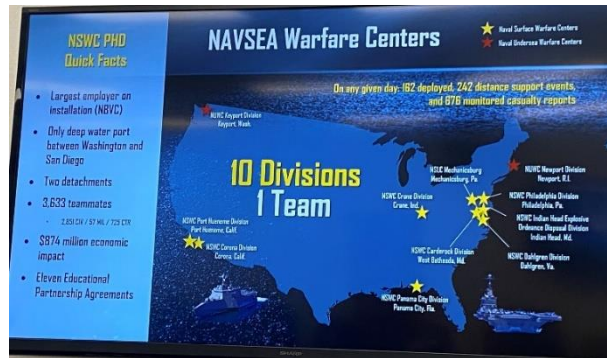 NSWC PHD
Quick Facts
• Largest employer on
installation (NBVC)
• Only deep water port
between Washington and
San Diego
• Two detachments
• 3,633 teammates
• 2,851 CIV / 57 MIL / 725 CTR
• $874 million economic
impact
• Eleven Educational
Partnership Agreements
NAVSEA Warfare Centers
Naval Surface Warfare Centers
Naval Undersea Warfare Centers
On any given day: 162 deployed, 242 distance support events,
and 676 monitored casualty reports
NUWC Keyport Division
Keyport, Wash.
10 Divisions
1 Team
NSWC Port Hueneme Division
Port Hueneme, Calif.
NSWC Corona Division
Corona, Calif.
NSWC Crane Division
Crane, Ind.
NSLC Mechanicsburg
Mechanicsburg, Pa.
NUWC Newport Division
Newport, R.I.
NSWC Philadelphia Division
Philadelphia, Pa.
NSWC Indian Head Explosive
Ordnance Disposal Division
Indian Head, Md.
NSWC Carderock Division
West Bethesda, Md.
NSWC Dahlgren Division
Dahlgren, Va.
NSWC Panama City Division
Panama City, Fla.
SHARP